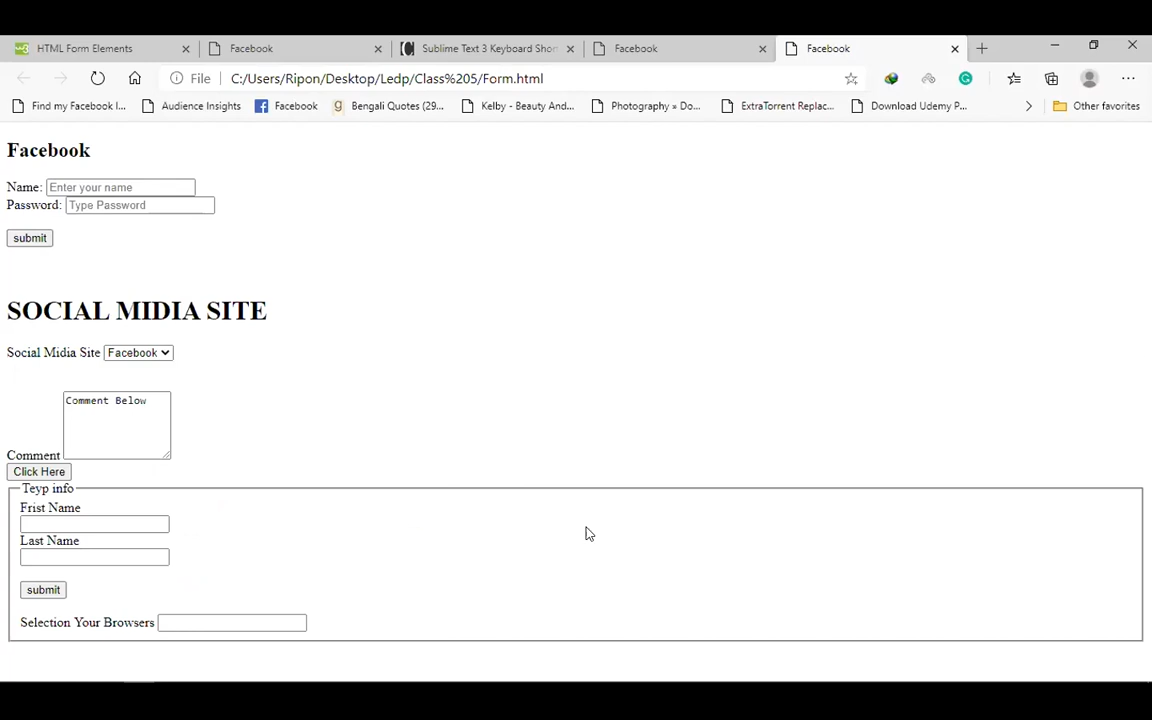 HTML Form Elements
Facebook
Sublime Text 3 Keyboard Shor
Facebook
Facebook
File C:/Users/Ripon/Desktop/Ledp/Class%205/Form.html
Find my Facebook I...
Audience Insights
Facebook
Bengali Quotes (29...
Kelby - Beauty And...
Photography » Do...
ExtraTorrent Replac...
Download Udemy P...
Other favorites
Facebook
Name: Enter your name
Password: Type Password
submit
SOCIAL MIDIA SITE
Social Midia Site Facebook
Comment Below
Comment
Click Here
Teyp info
Frist Name
Last Name
submit
Selection Your Browsers